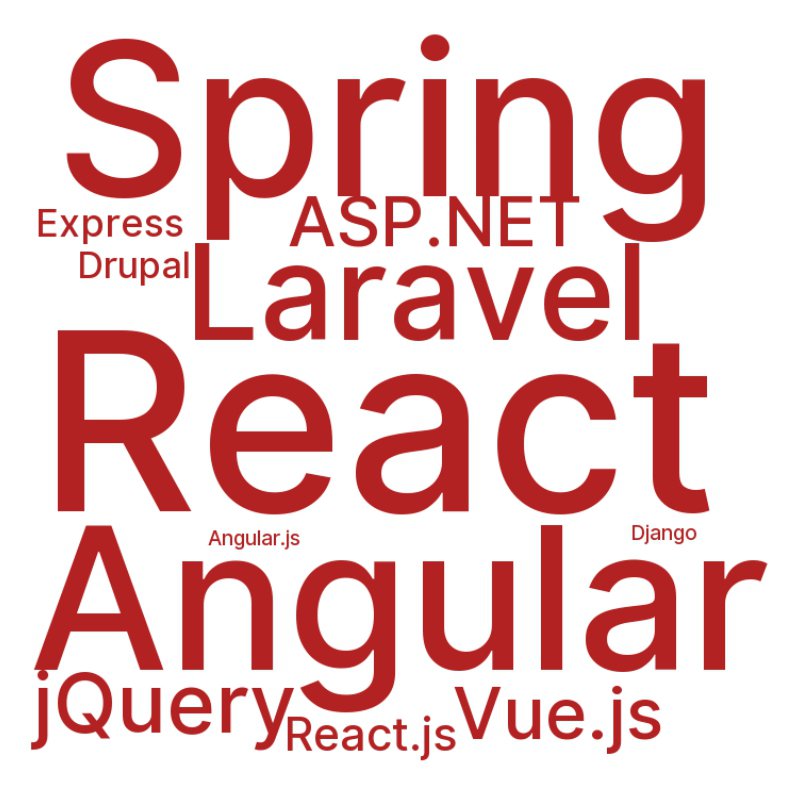 Spring
Express
ASP.NET
Drupal
Laravel
React
Angular.js
Django
Angular
jQuery
React.js
Vue.js